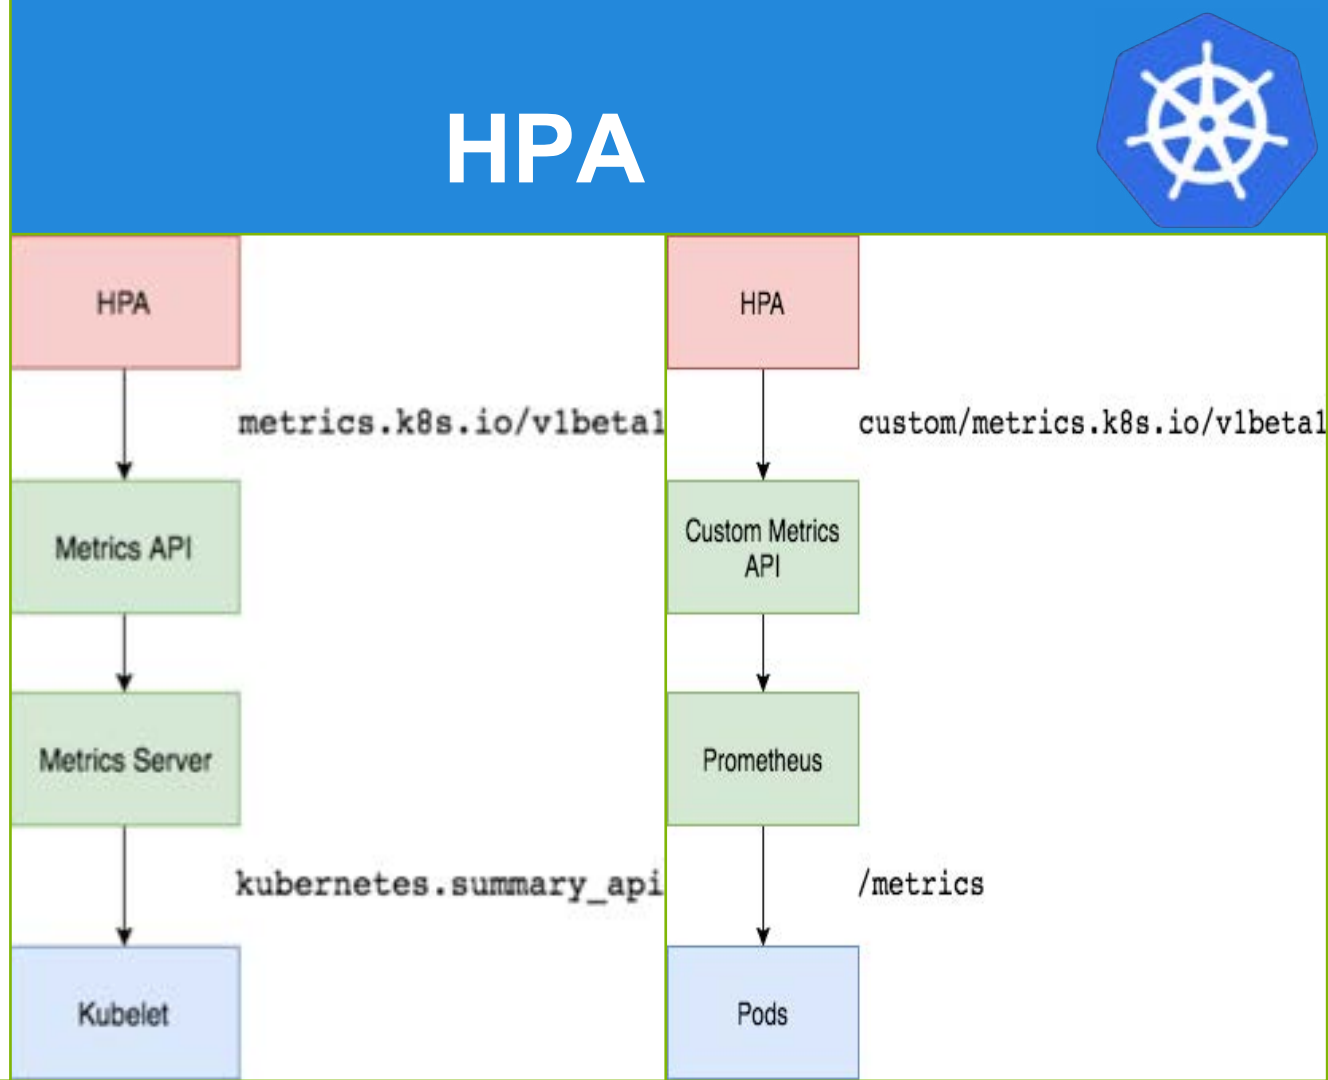 HPA
HPA
metrics.k8s.io/v1beta1
Metrics API
Metrics Server
kubernetes.summary_api
Kubelet
HPA
custom/metrics.k8s.io/v1beta1
Custom Metrics
API
Prometheus
/metrics
Pods